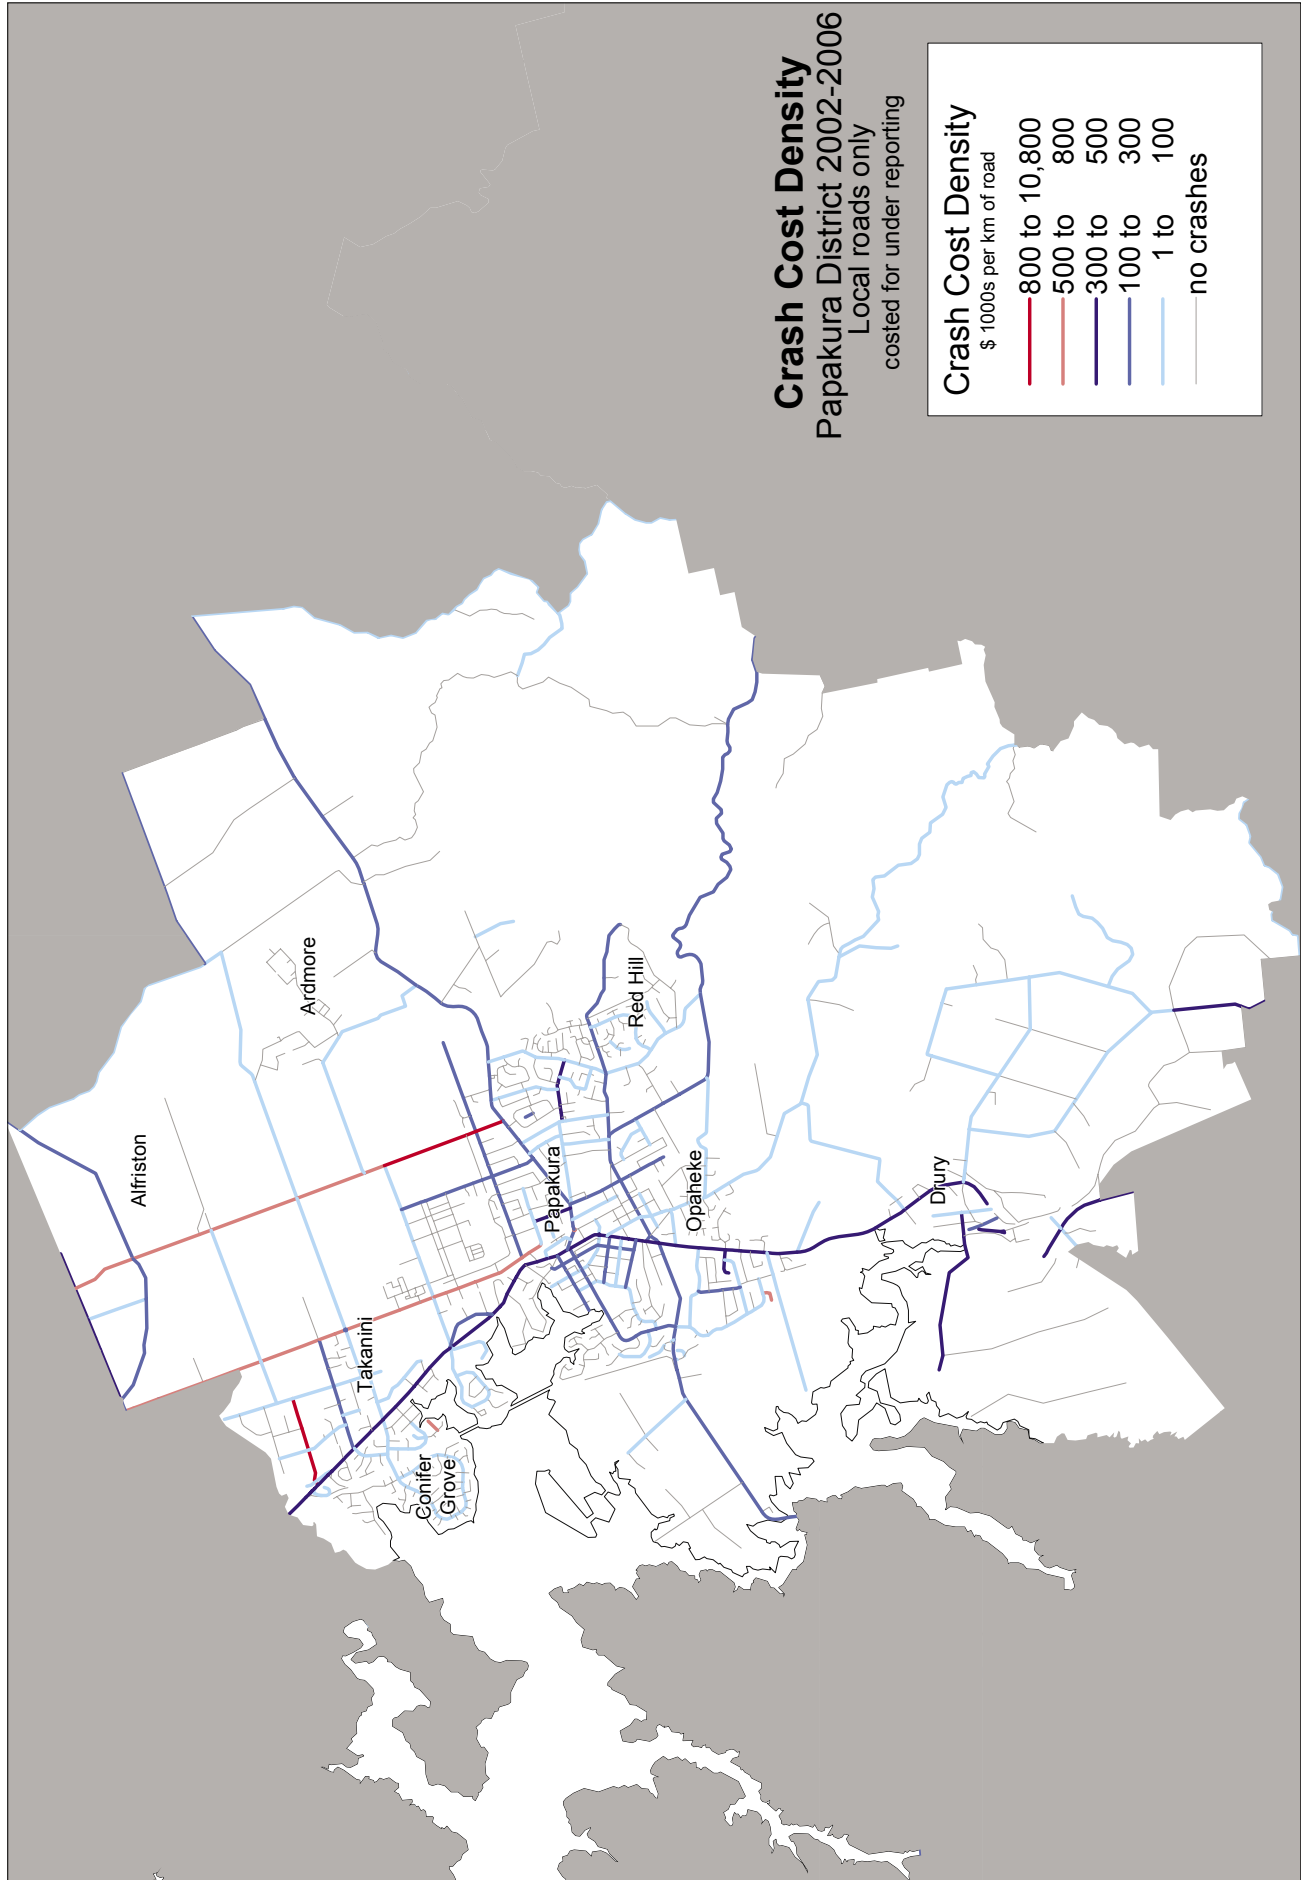 Crash Cost Density
Papakura District 2002-2006
Local roads only
costed for under reporting
Crash Cost Density
$ 1000s per km of road
800 to 10,800
500 to 800
300 to 500
100 to 300
1 to 100
no crashes
Alfriston
Ardmore
Takanini
Conifer
Grove
Papakura
Red Hill
Opaheke
Drury